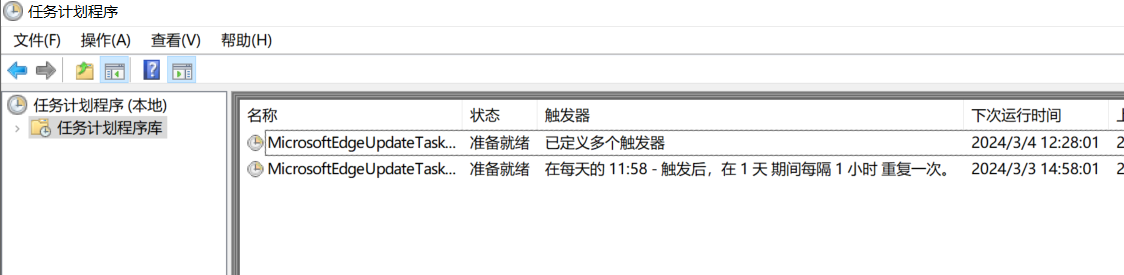 任务计划程序
文件(F) 操作(A) 查看(V) 帮助(H)
任务计划程序 (本地)
任务计划程序库
名称 状态 触发器 下次运行时间
MicrosoftEdgeUpdateTask... 准备就绪 已定义多个触发器 2024/3/4 12:28:01
MicrosoftEdgeUpdateTask... 准备就绪 在每天的 11:58 - 触发后，在 1 天 期间每隔 1 小时 重复一次。 2024/3/3 14:58:01